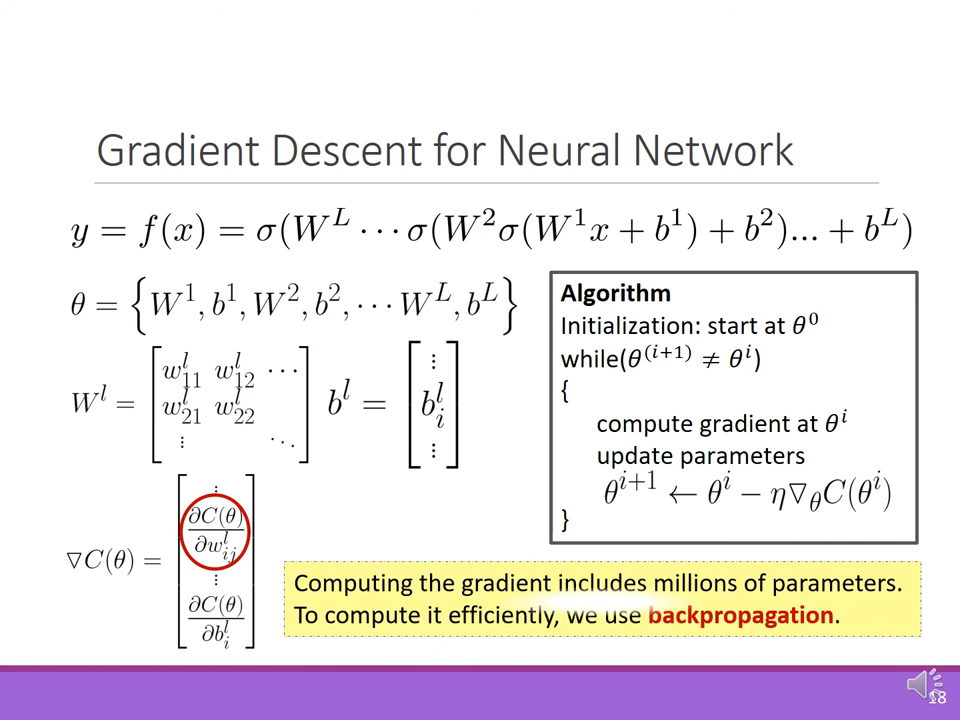 Gradient Descent for Neural Network
y = f(x) = σ(W^L ⋯ σ(W^2 σ(W^1 x + b^1) + b^2)... + b^L)
θ = {W^1, b^1, W^2, b^2, ⋯ W^L, b^L}
W^l = [w^l_11 w^l_12 ⋯
w^l_21 w^l_22
⋮ ⋱]
b^l = [⋮
b^l_i
⋮]
∇C(θ) = [⋮
∂C(θ)/∂w^l_ij
⋮
∂C(θ)/∂b^l_i]
Algorithm
Initialization: start at θ^0
while(θ^(i+1) ≠ θ^i)
{
compute gradient at θ^i
update parameters
θ^{i+1} ← θ^i − η∇_θ C(θ^i)
}
Computing the gradient includes millions of parameters.
To compute it efficiently, we use backpropagation.
18